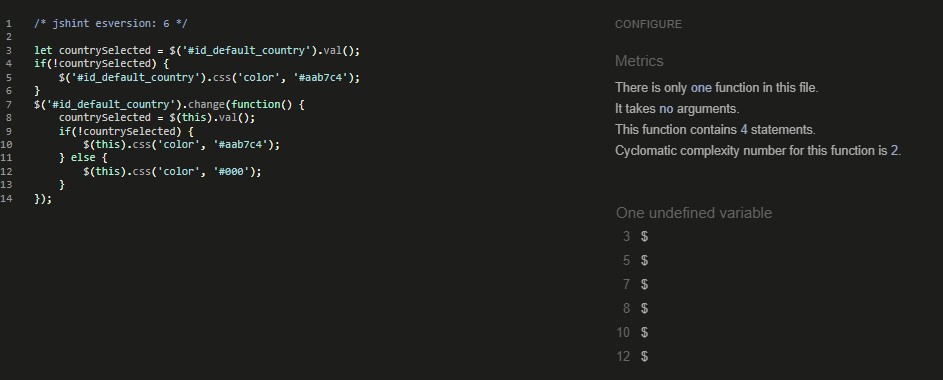 1 /* jshint esversion: 6 */
2
3 let countrySelected = $('#id_default_country').val();
4 if(!countrySelected) {
5     $('#id_default_country').css('color', '#aab7c4');
6 }
7 $('#id_default_country').change(function() {
8     countrySelected = $(this).val();
9     if(!countrySelected) {
10         $(this).css('color', '#aab7c4');
11     } else {
12         $(this).css('color', '#000');
13     }
14 });
CONFIGURE
Metrics
There is only one function in this file.
It takes no arguments.
This function contains 4 statements.
Cyclomatic complexity number for this function is 2.
One undefined variable
3 $
5 $
7 $
8 $
10 $
12 $